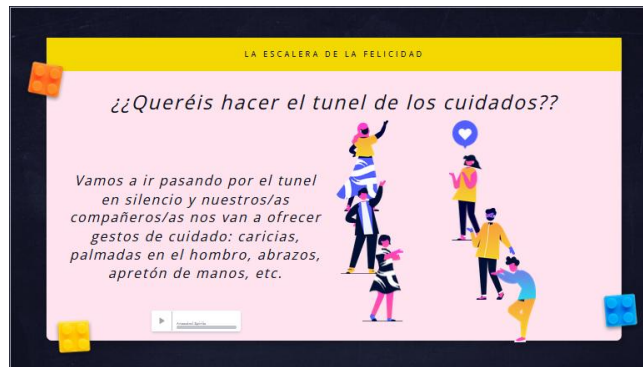 LA ESCALERA DE LA FELICIDAD
¿¿Queréis hacer el tunel de los cuidados??
Vamos a ir pasando por el tunel
en silencio y nuestros/as
compañeros/as nos van a ofrecer
gestos de cuidado: caricias,
palmadas en el hombro, abrazos,
apretón de manos, etc.